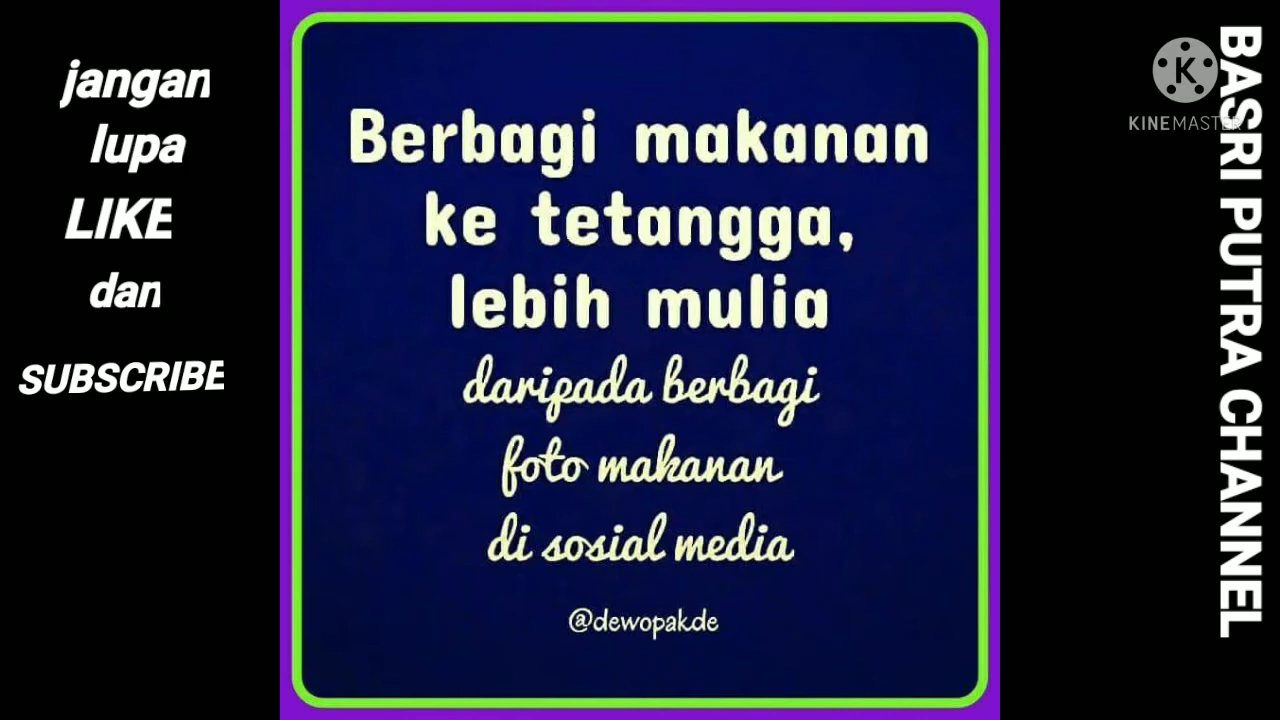 jangan
lupa
LIKE
dan
SUBSCRIBE
Berbagi makanan
ke tetangga,
lebih mulia
daripada berbagi
foto makanan
di sosial media
@dewopakde
KINEMASTER
BASRI PUTRA CHANNEL